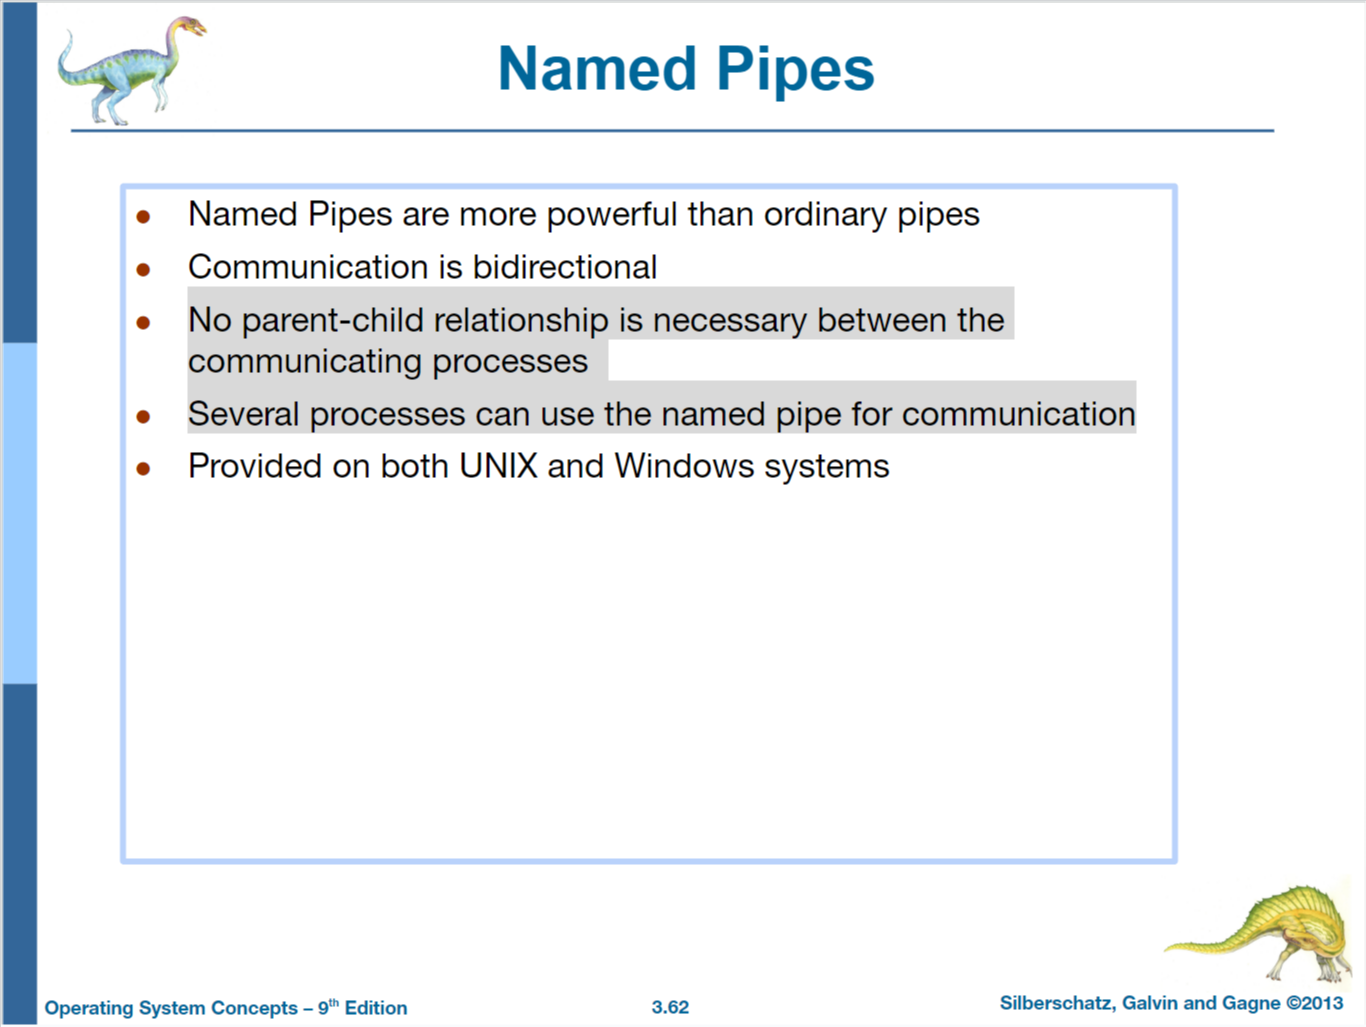 Named Pipes
Named Pipes are more powerful than ordinary pipes
Communication is bidirectional
No parent-child relationship is necessary between the
communicating processes
Several processes can use the named pipe for communication
Provided on both UNIX and Windows systems
Operating System Concepts – 9th Edition
3.62
Silberschatz, Galvin and Gagne ©2013